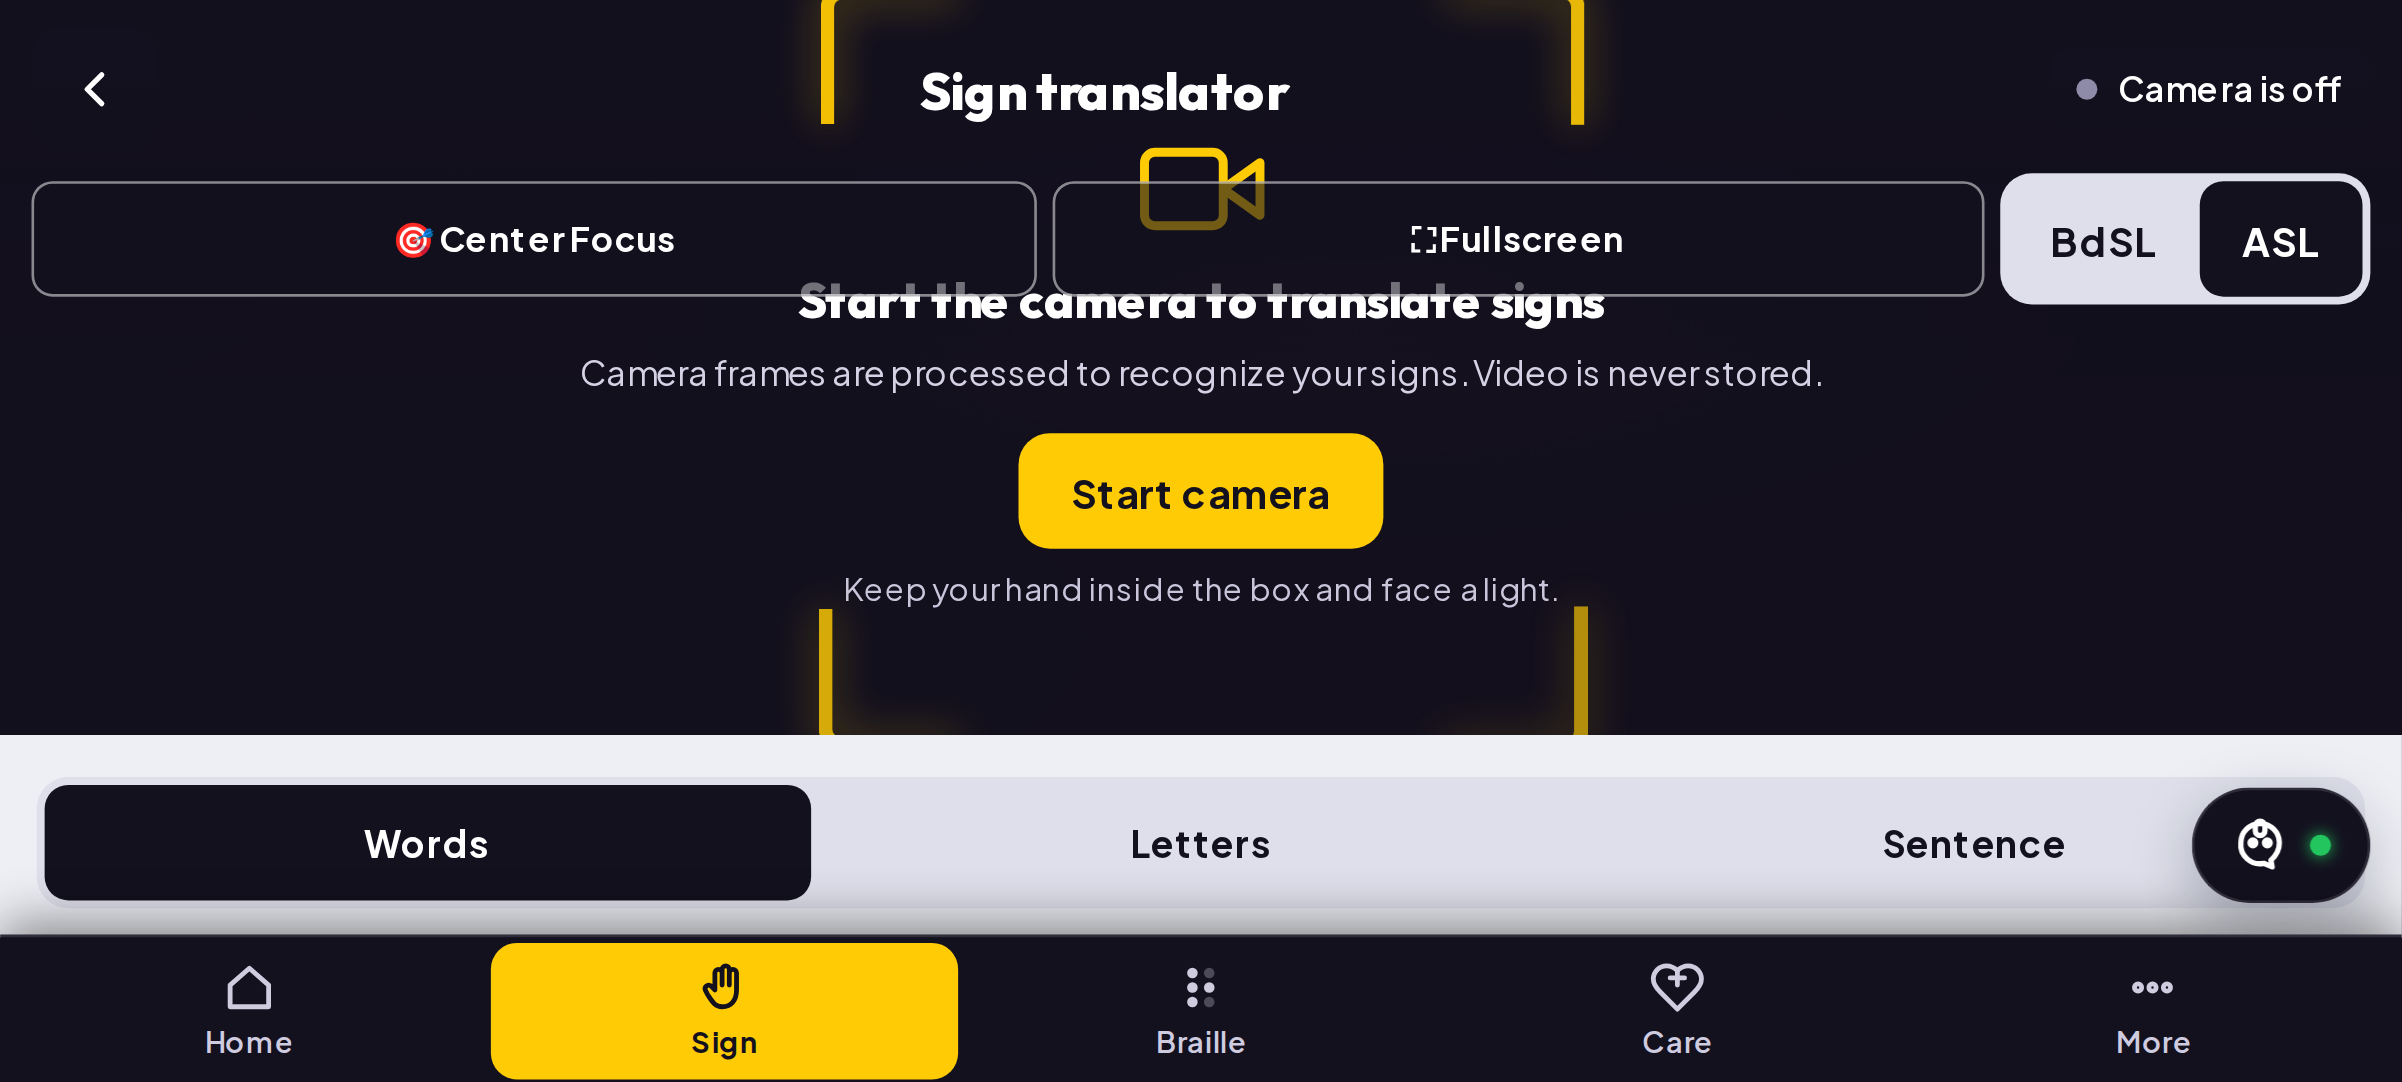 Sign translator
Camera is off
Center Focus
Fullscreen
BdSL
ASL
Start the camera to translate signs
Camera frames are processed to recognize your signs. Video is never stored.
Start camera
Keep your hand inside the box and face a light.
Words
Letters
Sentence
Home
Sign
Braille
Care
More